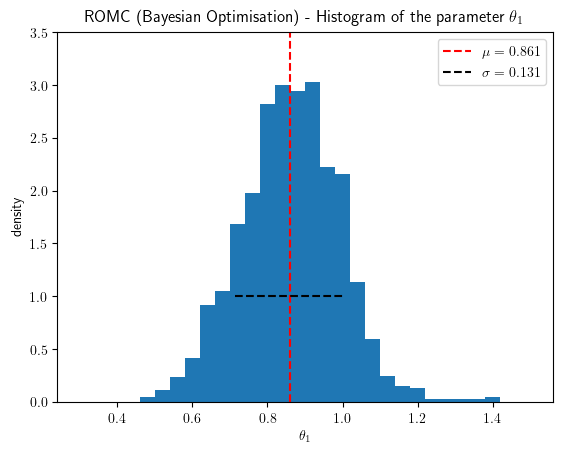 ROMC (Bayesian Optimisation) - Histogram of the parameter θ₁
μ = 0.861
σ = 0.131
density
3.5
3.0
2.5
2.0
1.5
1.0
0.5
0.0
0.4 0.6 0.8 1.0 1.2 1.4
θ₁